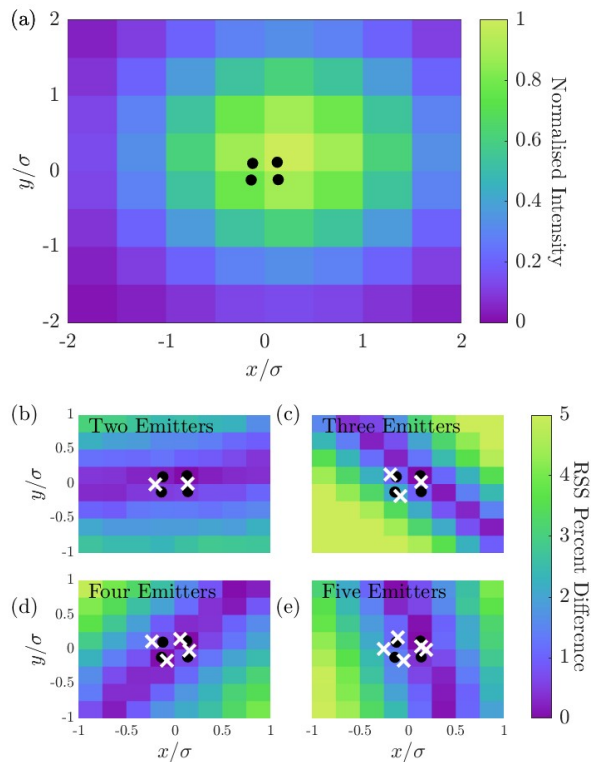 (a)
2
1
0
-1
-2
y/σ
-2
-1
0
1
2
x/σ
1
0.8
0.6
0.4
0.2
0
Normalised Intensity
(b)
Two Emitters
1
0.5
0
-0.5
-1
y/σ
(c)
Three Emitters
(d)
Four Emitters
1
0.5
0
-0.5
-1
y/σ
-1
-0.5
0
0.5
1
x/σ
(e)
Five Emitters
-1
-0.5
0
0.5
1
x/σ
5
4
3
2
1
0
RSS Percent Difference